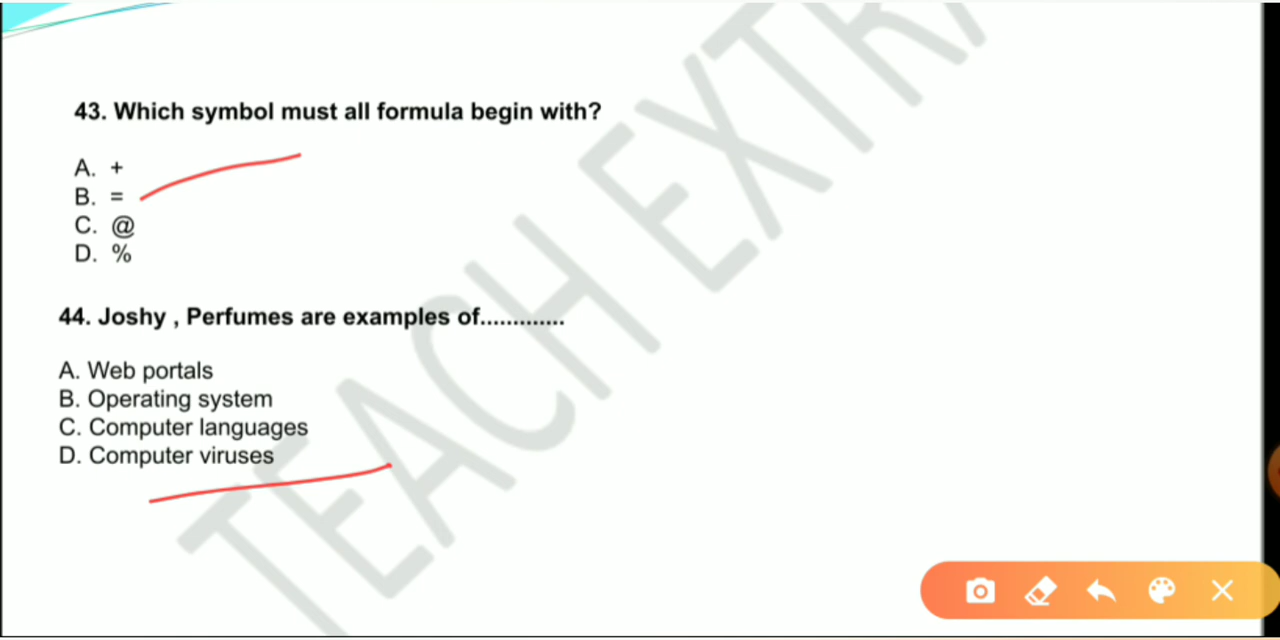 43. Which symbol must all formula begin with?
A. +
B. =
C. @
D. %
44. Joshy , Perfumes are examples of.............
A. Web portals
B. Operating system
C. Computer languages
D. Computer viruses
TEACH EXTRA